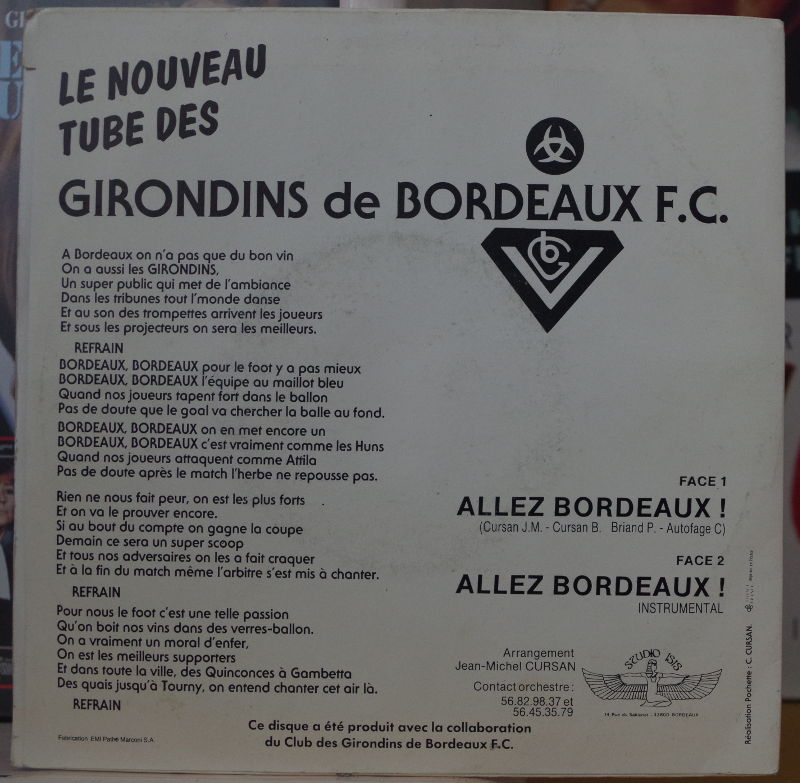 LE NOUVEAU
TUBE DES
GIRONDINS de BORDEAUX F.C.
A Bordeaux on n'a pas que du bon vin
On a aussi les GIRONDINS,
Un super public qui met de l'ambiance
Dans les tribunes tout l'monde danse
Et au son des trompettes arrivent les joueurs
Et sous les projecteurs on sera les meilleurs.
REFRAIN
BORDEAUX, BORDEAUX pour le foot y a pas mieux
BORDEAUX, BORDEAUX l'équipe au maillot bleu
Quand nos joueurs tapent fort dans le ballon
Pas de doute que le goal va chercher la balle au fond.
BORDEAUX, BORDEAUX on en met encore un
BORDEAUX, BORDEAUX c'est vraiment comme les Huns
Quand nos joueurs attaquent comme Attila
Pas de doute après le match l'herbe ne repousse pas.
Rien ne nous fait peur, on est les plus forts
Et on va le prouver encore.
Si au bout du compte on gagne la coupe
Demain ce sera un super scoop
Et tous nos adversaires on les a fait craquer
Et à la fin du match même l'arbitre s'est mis à chanter.
REFRAIN
Pour nous le foot c'est une telle passion
Qu'on boit nos vins dans des verres-ballon.
On a vraiment un moral d'enfer,
On est les meilleurs supporters
Et dans toute la ville, des Quinconces à Gambetta
Des quais jusqu'à Tourny, on entend chanter cet air là.
REFRAIN
FACE 1
ALLEZ BORDEAUX !
(Cursan J.M. - Cursan B. Briand P. - Autofage C)
FACE 2
ALLEZ BORDEAUX !
INSTRUMENTAL
Arrangement
Jean-Michel CURSAN
Contact orchestre :
56.82.98.37 et
56.45.35.79
STUDIO ISIS
33800 BORDEAUX
Réalisation Pochette : C. CURSAN.
Ce disque a été produit avec la collaboration
du Club des Girondins de Bordeaux F.C.
Fabrication EMI Pathé Marconi S.A.